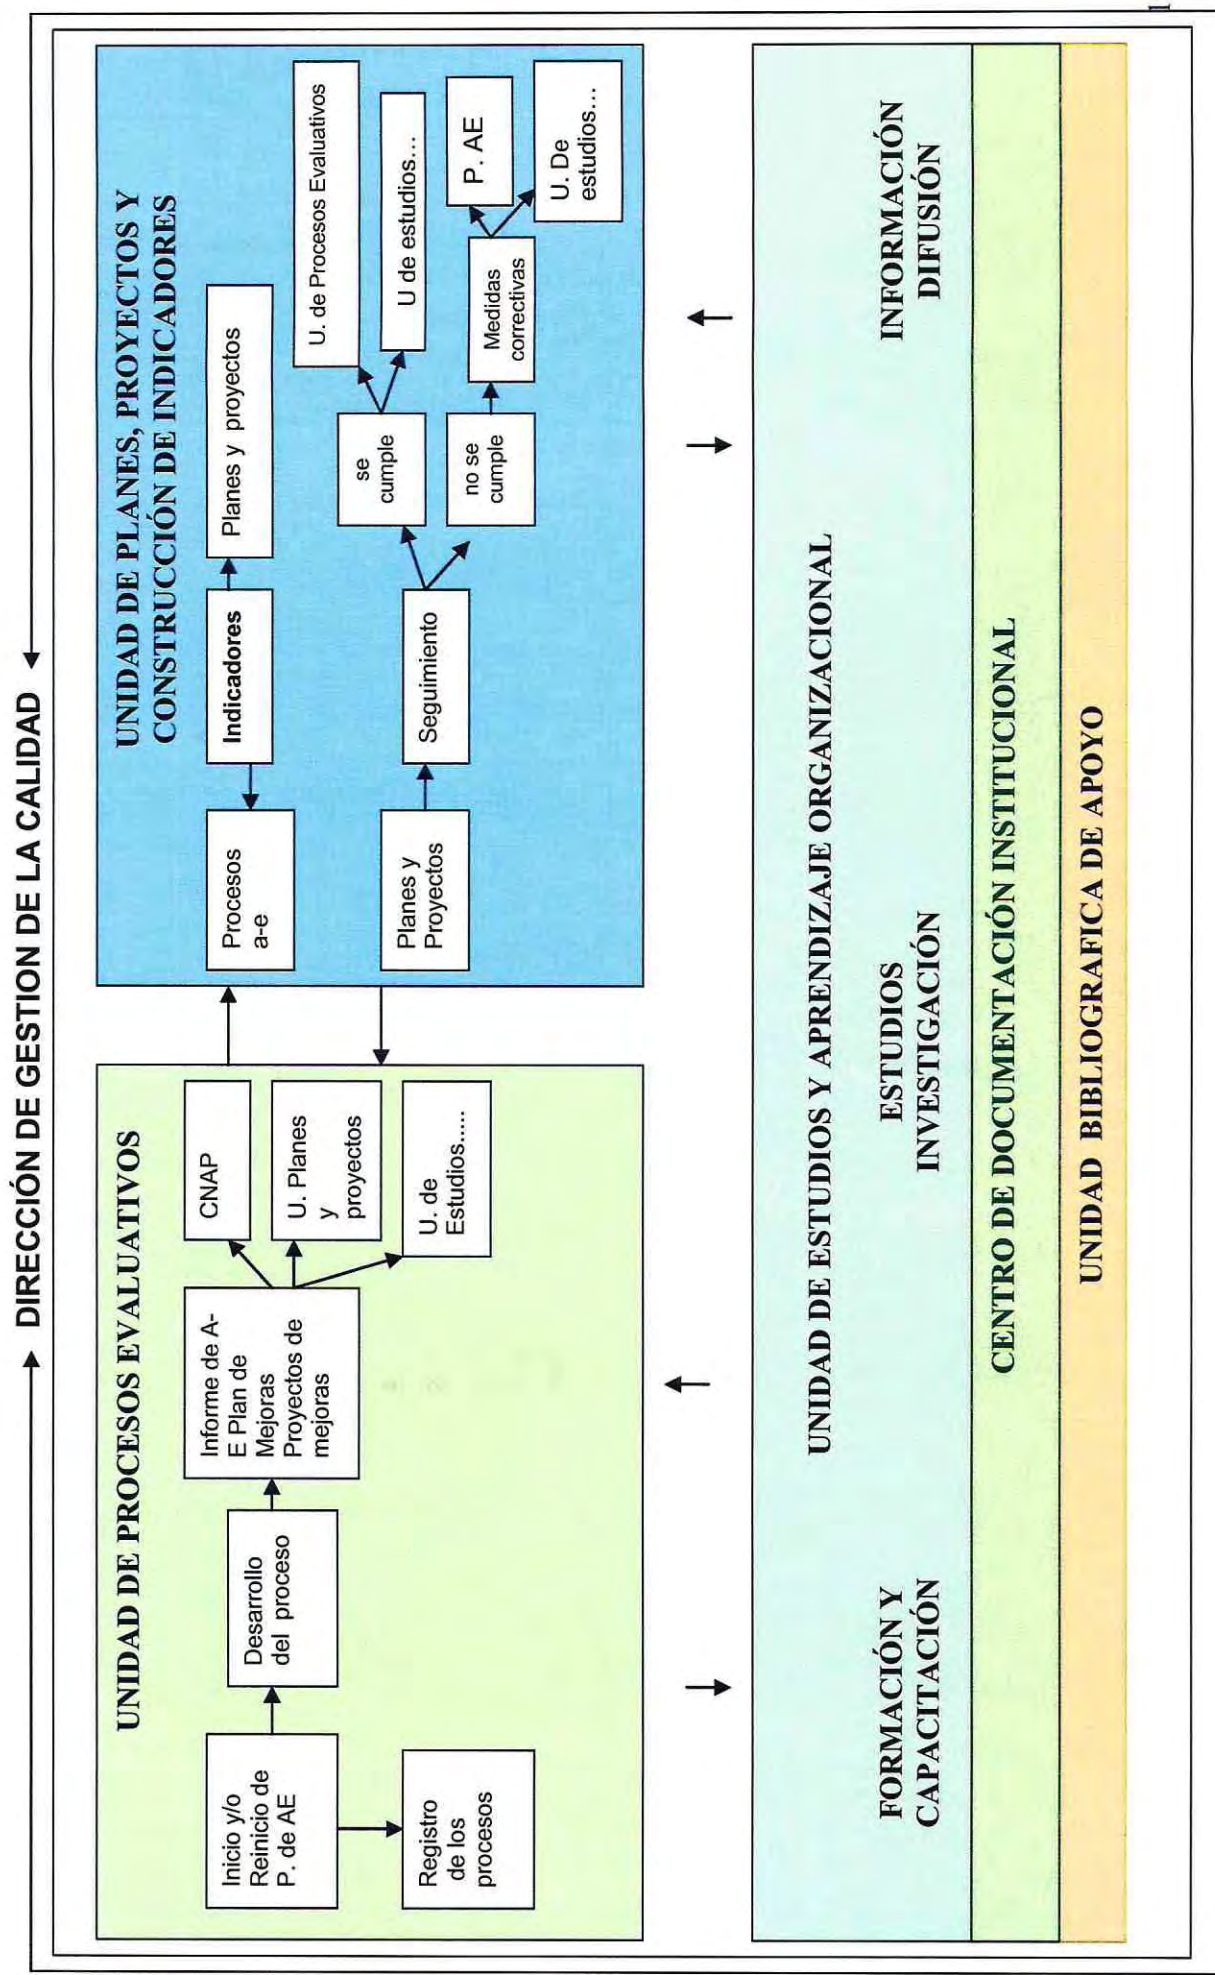 DIRECCIÓN DE GESTION DE LA CALIDAD
UNIDAD DE PROCESOS EVALUATIVOS
Inicio y/o
Reinicio de
P. de AE
Registro
de los
procesos
Desarrollo
del proceso
Informe de A-
E Plan de
Mejoras
Proyectos de
mejoras
CNAP
U. Planes
y
proyectos
U. de
Estudios.....
UNIDAD DE PLANES, PROYECTOS Y
CONSTRUCCIÓN DE INDICADORES
Procesos
a-e
Indicadores
Planes y proyectos
Planes y
Proyectos
Seguimiento
se
cumple
no se
cumple
U. de Procesos Evaluativos
U de estudios...
Medidas
correctivas
P. AE
U. De
estudios...
UNIDAD DE ESTUDIOS Y APRENDIZAJE ORGANIZACIONAL
FORMACIÓN Y
CAPACITACIÓN
ESTUDIOS
INVESTIGACIÓN
INFORMACIÓN
DIFUSIÓN
CENTRO DE DOCUMENTACIÓN INSTITUCIONAL
UNIDAD BIBLIOGRAFICA DE APOYO